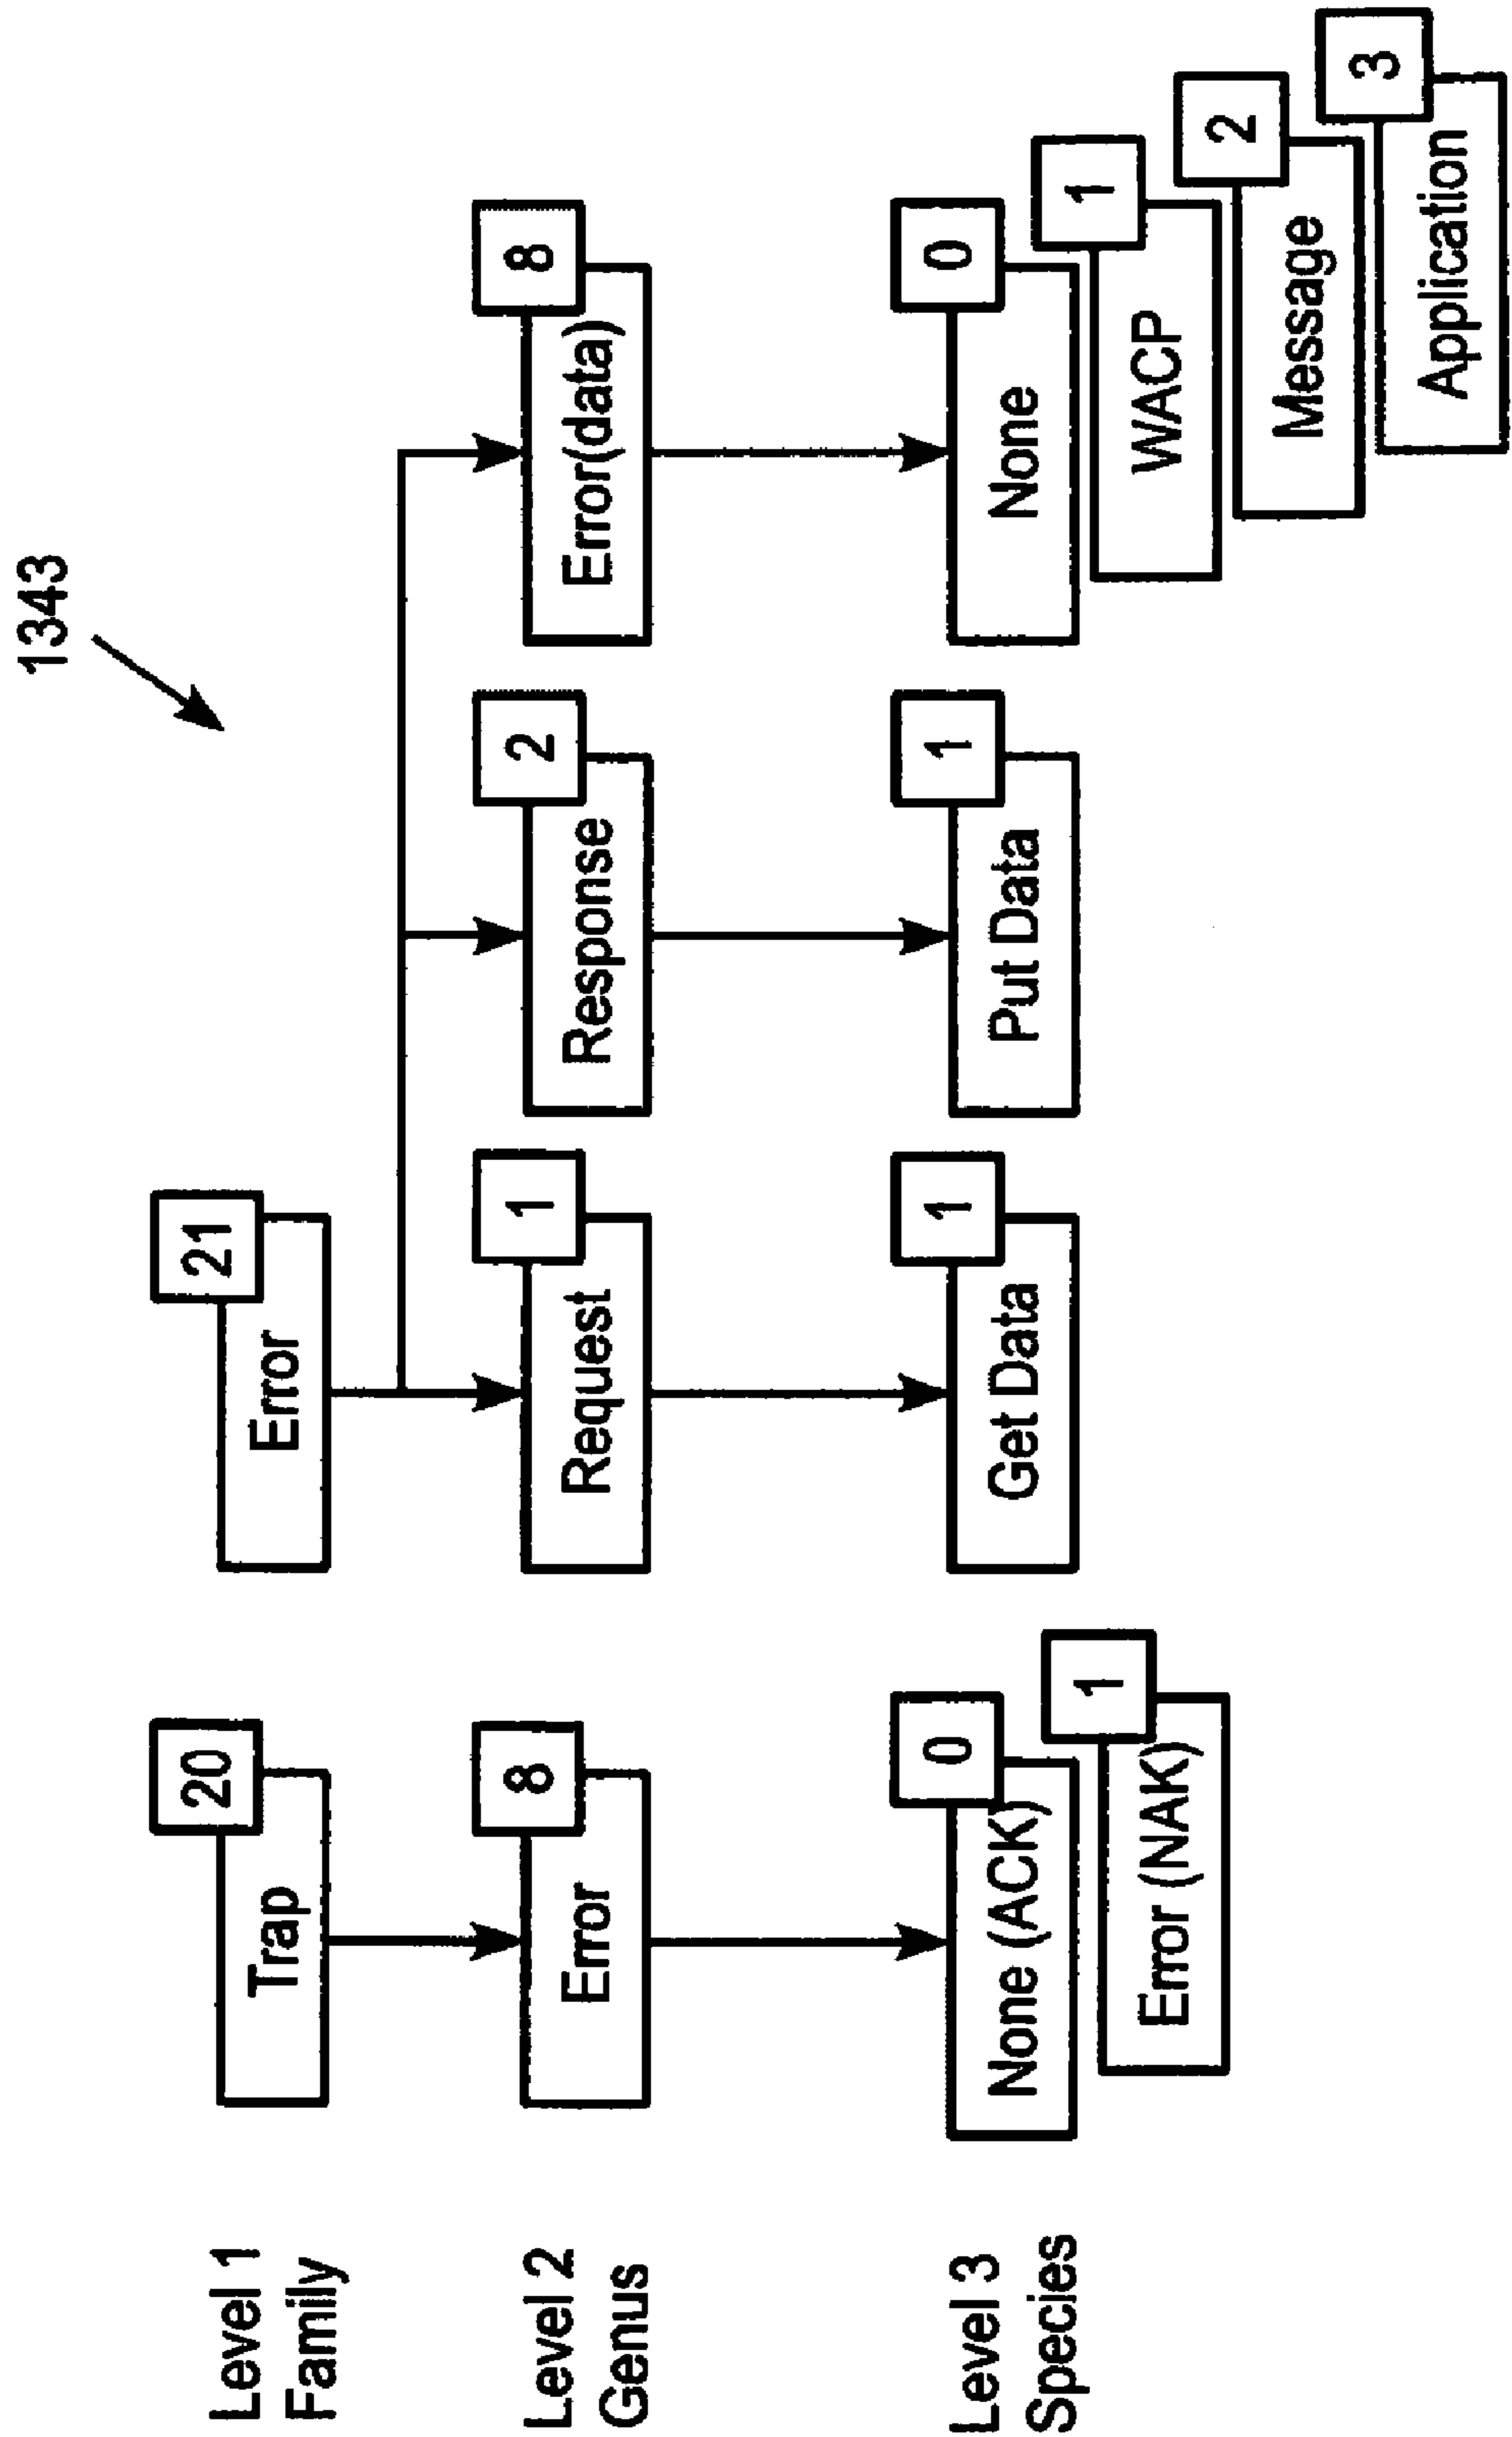 1343
Level 1
Family
Trap
20
Error
21
Level 2
Genus
Error
8
Request
1
Response
2
Error(data)
8
Level 3
Species
None (ACK)
0
Error (NAK)
1
Get Data
1
Put Data
1
None
0
WACP
1
Message
2
Application
3